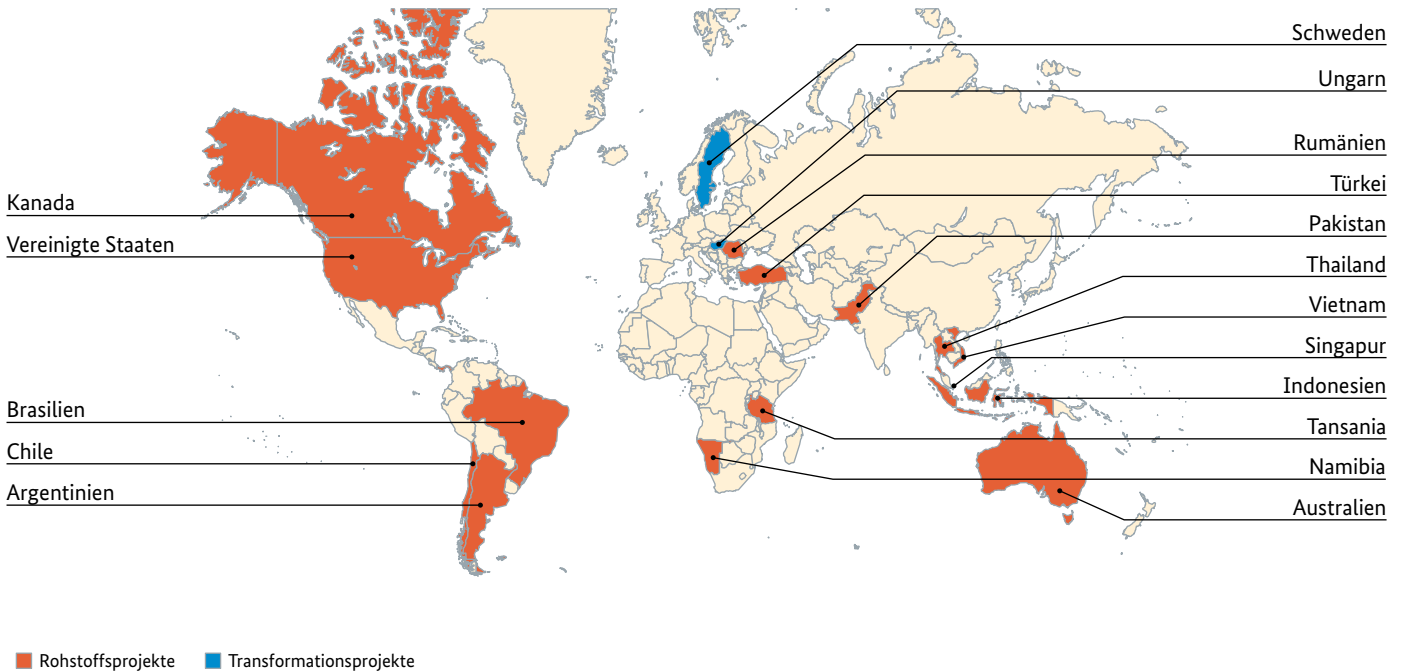 Kanada
Vereinigte Staaten
Brasilien
Chile
Argentinien
Schweden
Ungarn
Rumänien
Türkei
Pakistan
Thailand
Vietnam
Singapur
Indonesien
Tansania
Namibia
Australien
Rohstoffsprojekte
Transformationsprojekte